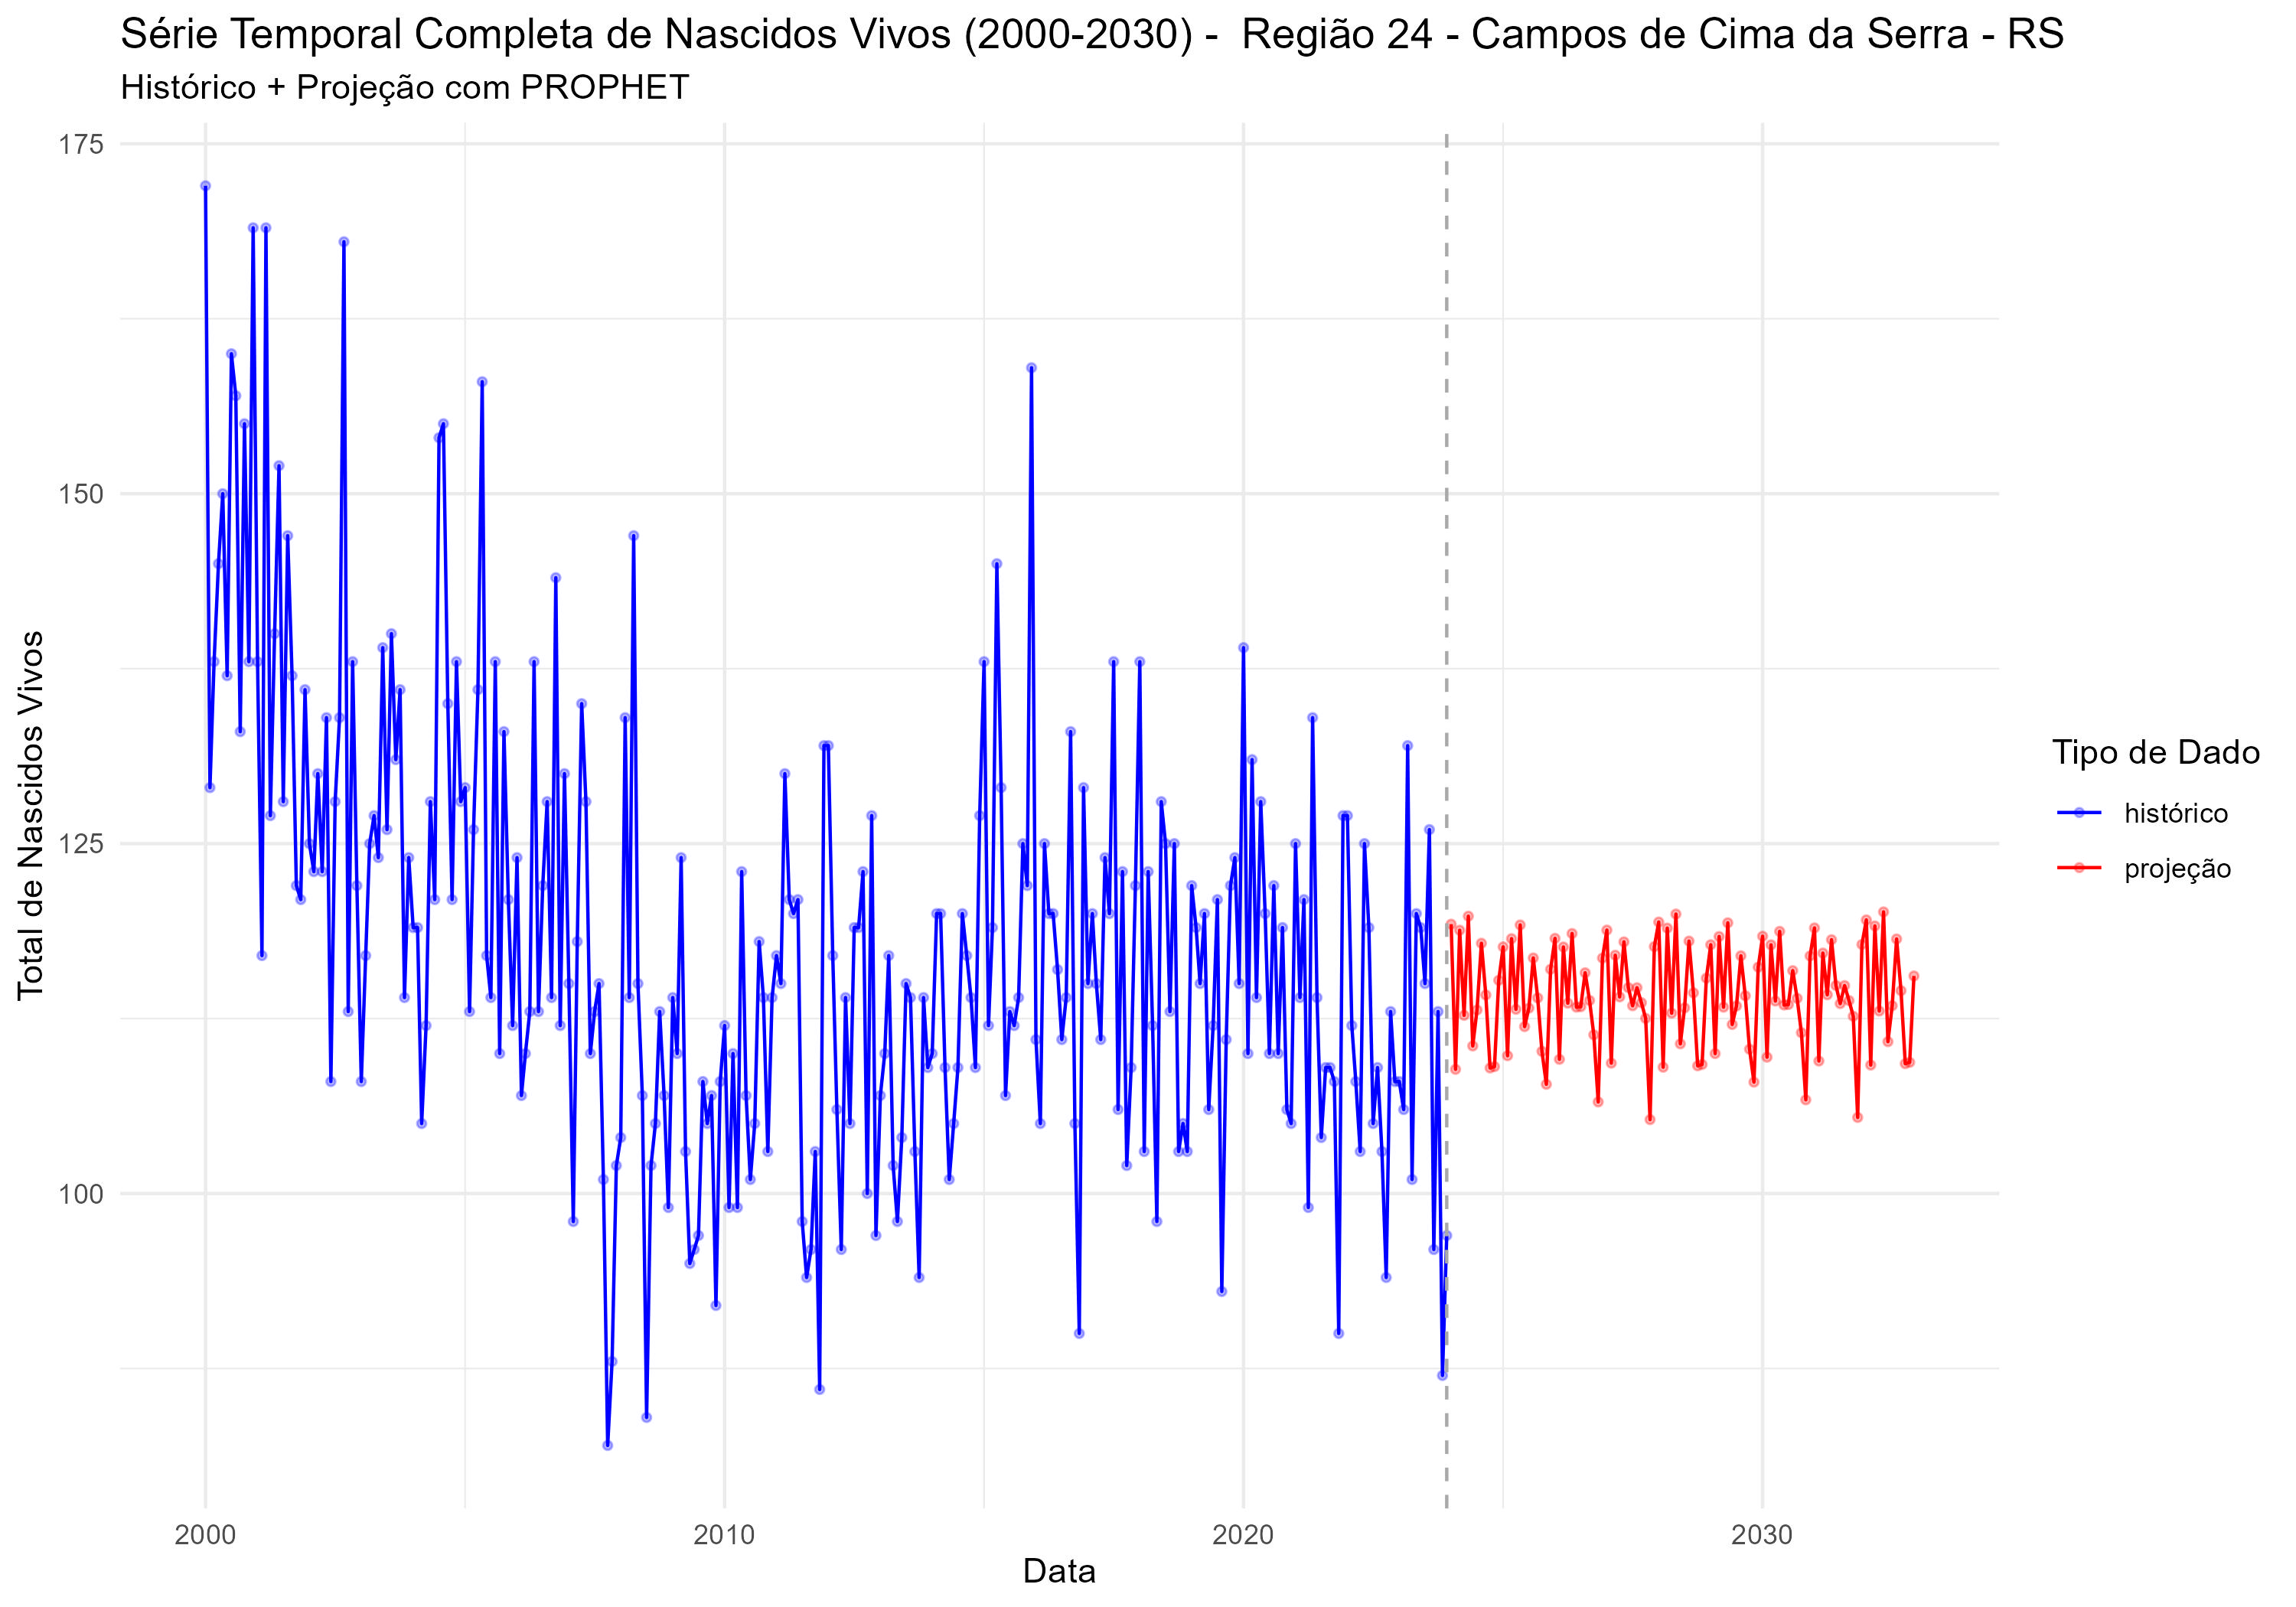 Série Temporal Completa de Nascidos Vivos (2000-2030) -  Região 24 - Campos de Cima da Serra - RS
Histórico + Projeção com PROPHET
175
150
125
100
Total de Nascidos Vivos
2000
2010
2020
2030
Data
Tipo de Dado
histórico
projeção